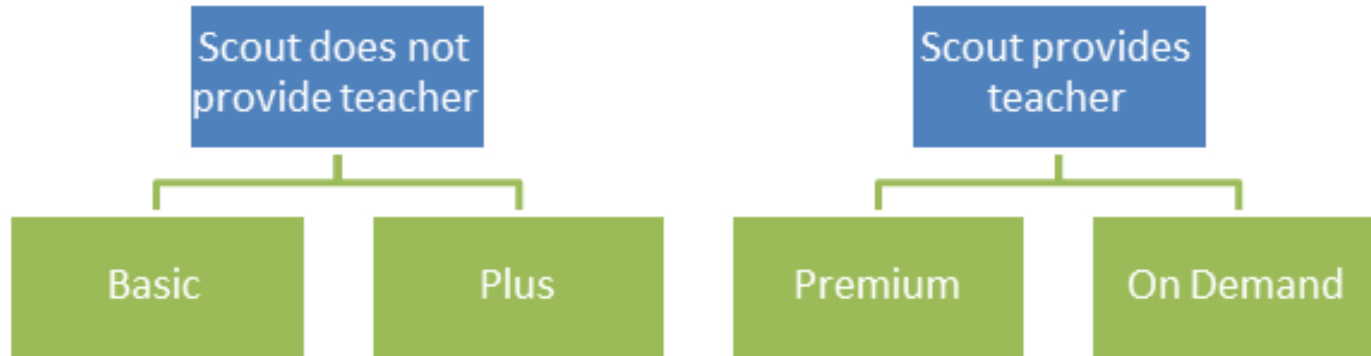 Scout does not
provide teacher
Scout provides
teacher
Basic
Plus
Premium
On Demand